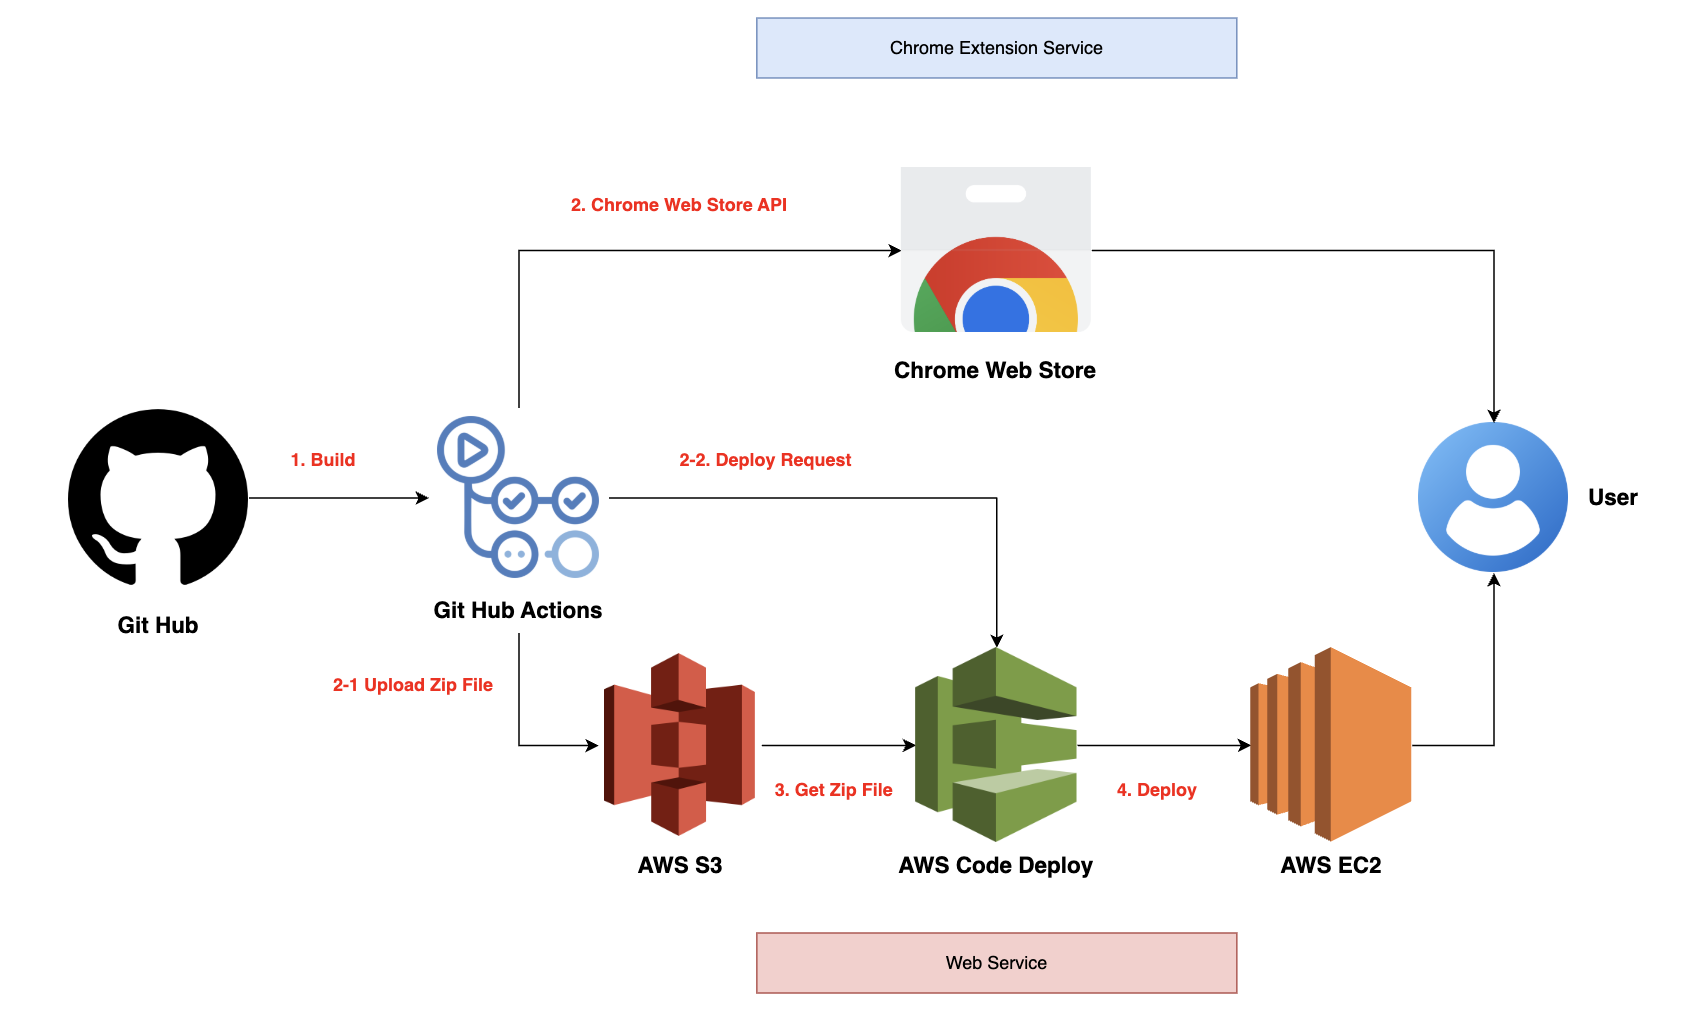 Chrome Extension Service
2. Chrome Web Store API
Chrome Web Store
1. Build
2-2. Deploy Request
User
Git Hub Actions
Git Hub
2-1 Upload Zip File
3. Get Zip File
4. Deploy
AWS S3
AWS Code Deploy
AWS EC2
Web Service